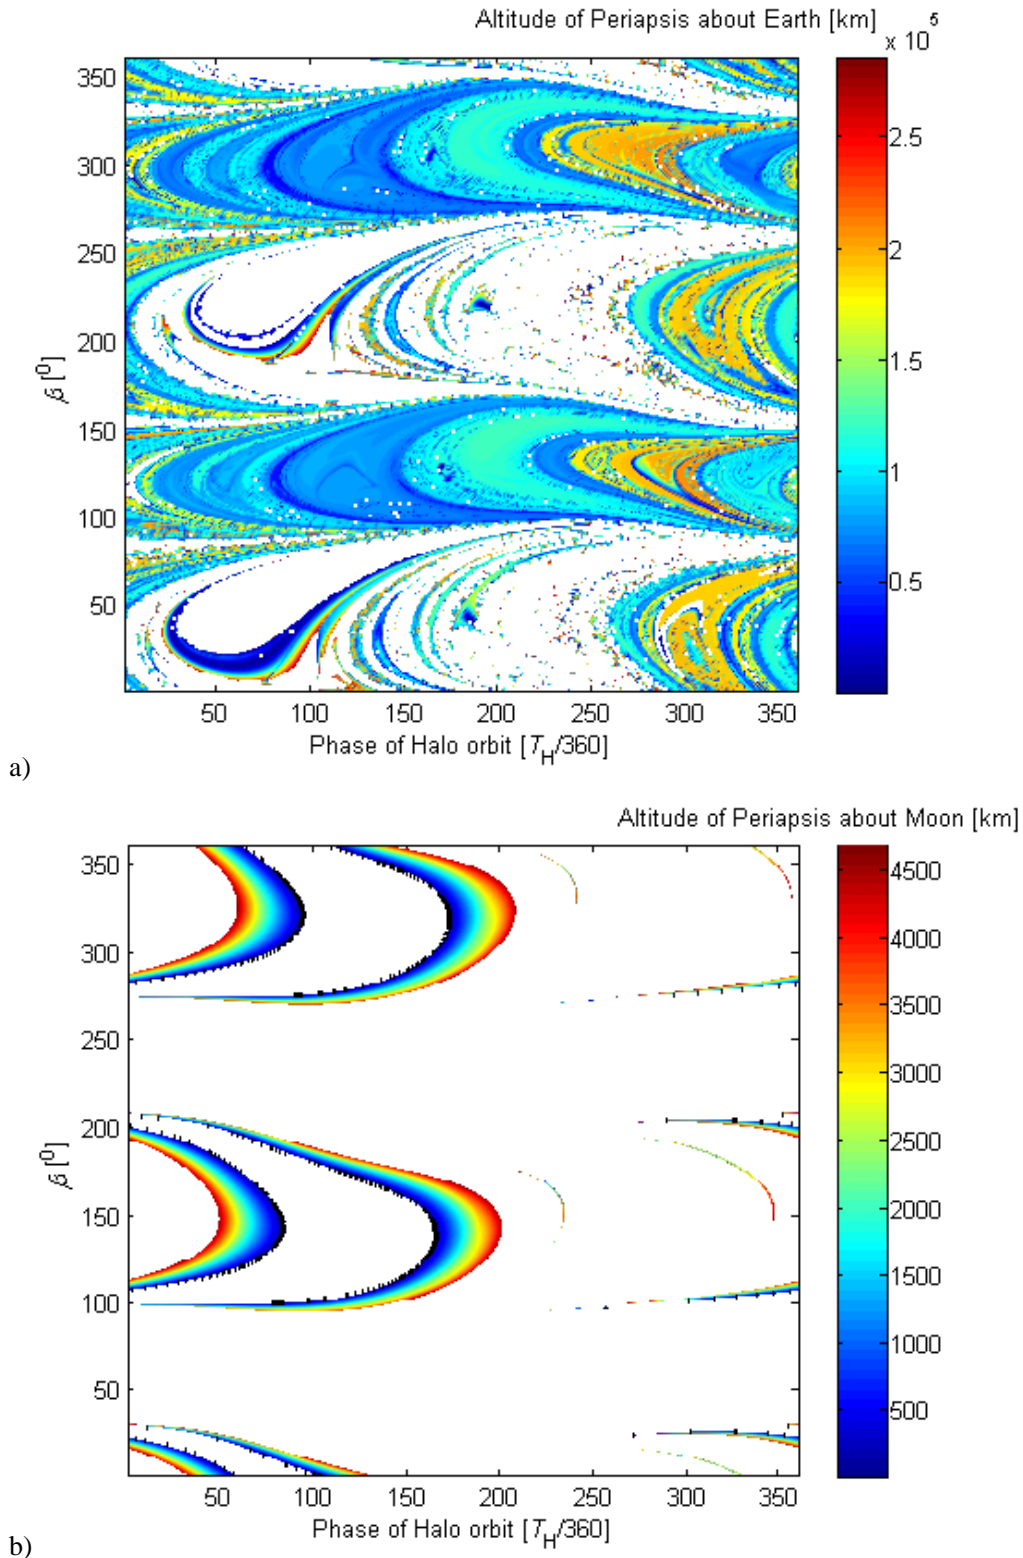 Altitude of Periapsis about Earth [km]
x 10^5
350
300
250
200
150
100
50
β [⁰]
2.5
2
1.5
1
0.5
50 100 150 200 250 300 350
Phase of Halo orbit [T_H/360]
a)
Altitude of Periapsis about Moon [km]
350
300
250
200
150
100
50
β [⁰]
4500
4000
3500
3000
2500
2000
1500
1000
500
50 100 150 200 250 300 350
Phase of Halo orbit [T_H/360]
b)